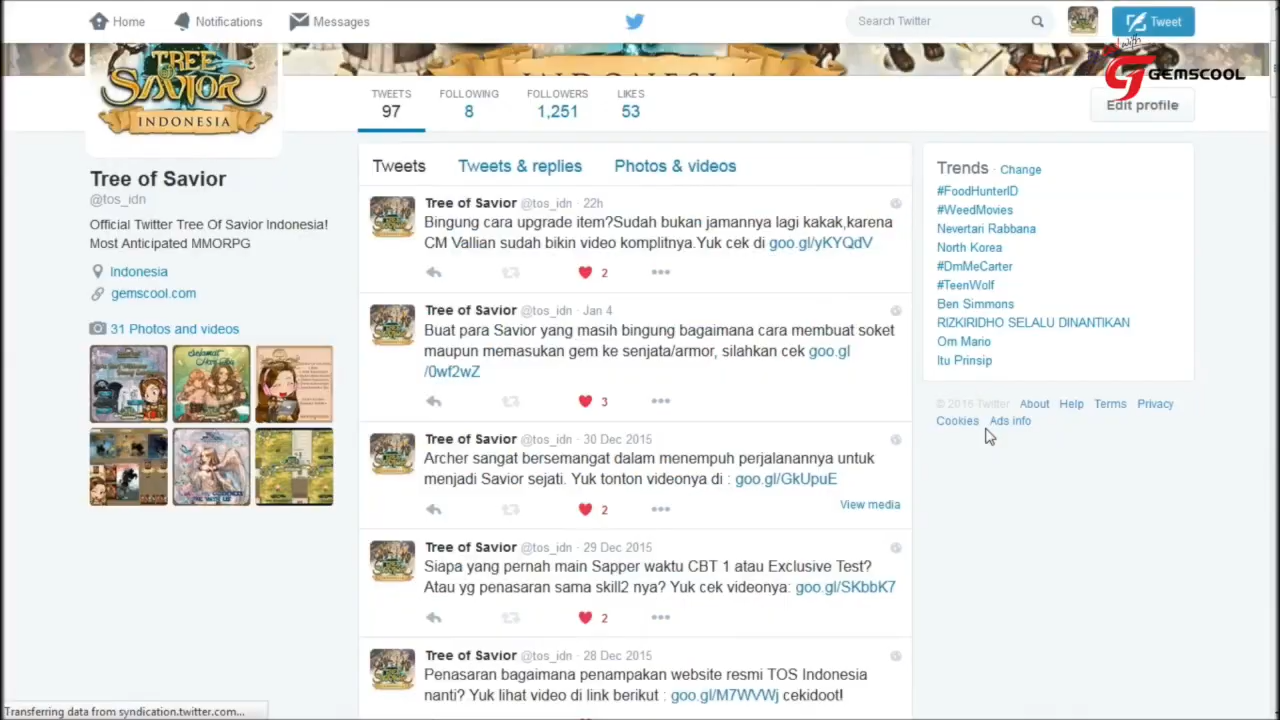 Home
Notifications
Messages
Search Twitter
Tweet
with
GEMSCOOL
TREE
OF
SAVIOR
INDONESIA
INDONESIA
TWEETS
97
FOLLOWING
8
FOLLOWERS
1,251
LIKES
53
Edit profile
Tree of Savior
@tos_idn
Official Twitter Tree Of Savior Indonesia!
Most Anticipated MMORPG
Indonesia
gemscool.com
31 Photos and videos
Tweets
Tweets & replies
Photos & videos
Tree of Savior @tos_idn · 22h
Bingung cara upgrade item?Sudah bukan jamannya lagi kakak,karena
CM Vallian sudah bikin video komplitnya.Yuk cek di goo.gl/yKYQdV
2
Tree of Savior @tos_idn · Jan 4
Buat para Savior yang masih bingung bagaimana cara membuat soket
maupun memasukan gem ke senjata/armor, silahkan cek goo.gl
/0wf2wZ
3
Tree of Savior @tos_idn · 30 Dec 2015
Archer sangat bersemangat dalam menempuh perjalanannya untuk
menjadi Savior sejati. Yuk tonton videonya di : goo.gl/GkUpuE
View media
2
Tree of Savior @tos_idn · 29 Dec 2015
Siapa yang pernah main Sapper waktu CBT 1 atau Exclusive Test?
Atau yg penasaran sama skill2 nya? Yuk cek videonya: goo.gl/SKbbK7
2
Tree of Savior @tos_idn · 28 Dec 2015
Penasaran bagaimana penampakan website resmi TOS Indonesia
nanti? Yuk lihat video di link berikut : goo.gl/M7WVWj cekidoot!
Trends · Change
#FoodHunterID
#WeedMovies
Nevertari Rabbana
North Korea
#DmMeCarter
#TeenWolf
Ben Simmons
RIZKIRIDHO SELALU DINANTIKAN
Om Mario
Itu Prinsip
© 2016 Twitter About Help Terms Privacy
Cookies Ads info
Transferring data from syndication.twitter.com...